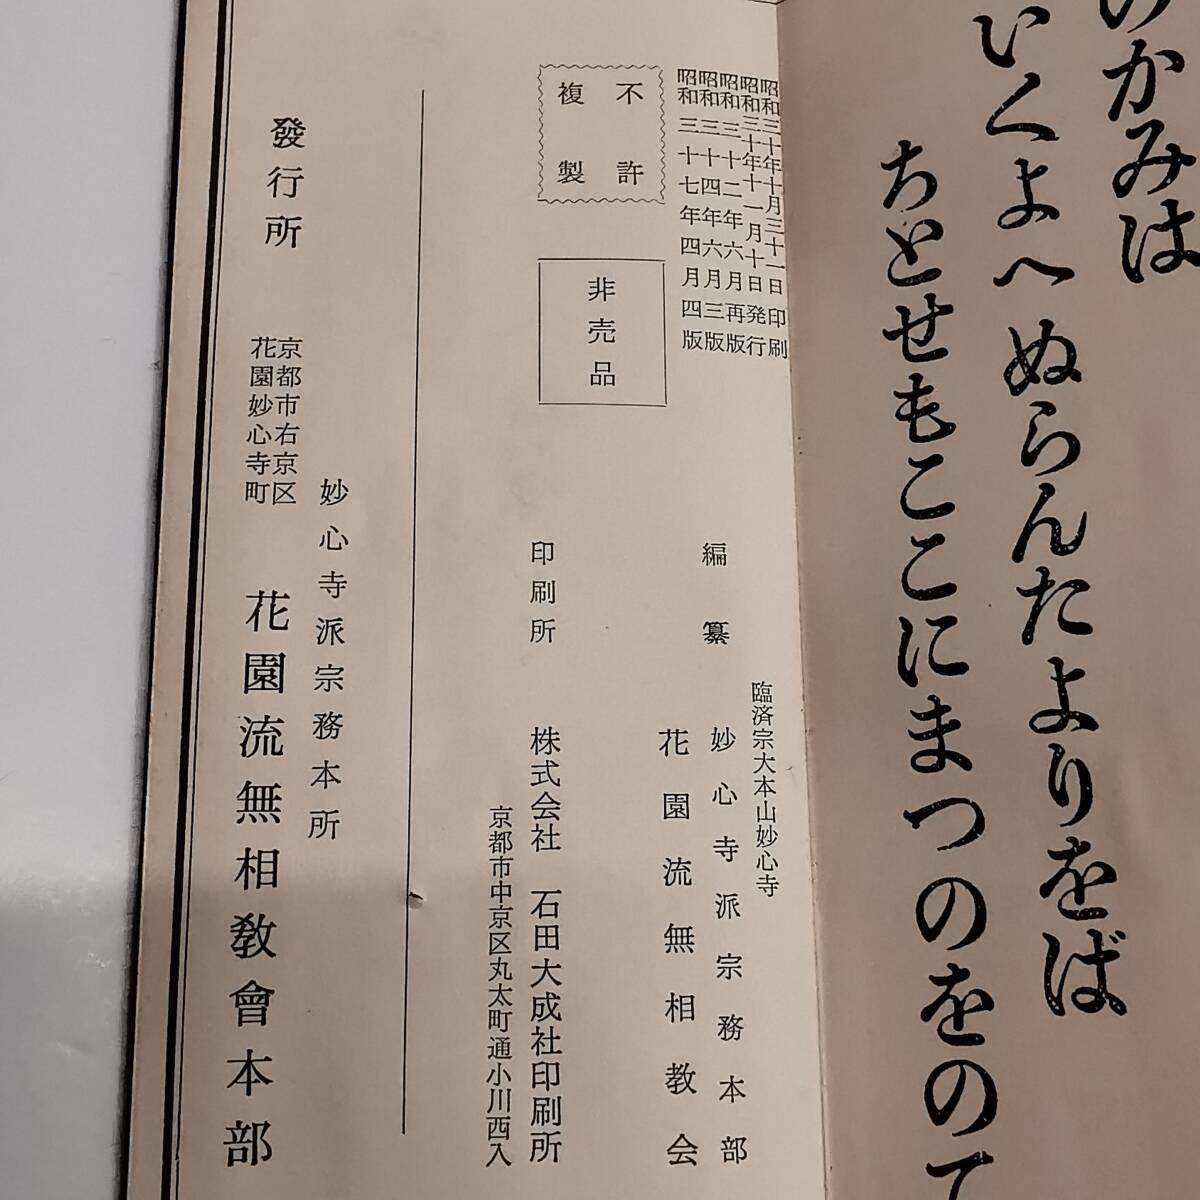 のかみは
いくよへぬらんたよりをば
ちとせもここにまつのをのて
昭和三十年十月三十一日 印刷
昭和三十年十一月十日 発行
昭和三十二年六月 再版
昭和三十四年六月 三版
昭和三十七年四月 四版
不許
複製
非売品
臨済宗大本山妙心寺
編纂 妙心寺派宗務本部
花園流無相教会
印刷所 株式会社 石田大成社印刷所
京都市中京区丸太町通小川西入
妙心寺派宗務本所
發行所 京都市右京区
花園妙心寺町
花園流無相教會本部